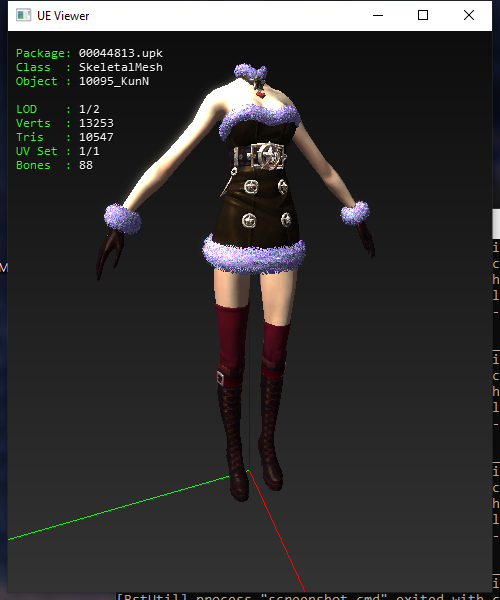 UE Viewer
Package: 00044813.upk
Class : SkeletalMesh
Object : 10095_KunN
LOD : 1/2
Verts : 13253
Tris : 10547
UV Set : 1/1
Bones : 88
M
i
c
h
l
-
i
c
h
l
-
i
c
h
l
-
i
[RstUtil] process "screenshot.cmd" exited with c